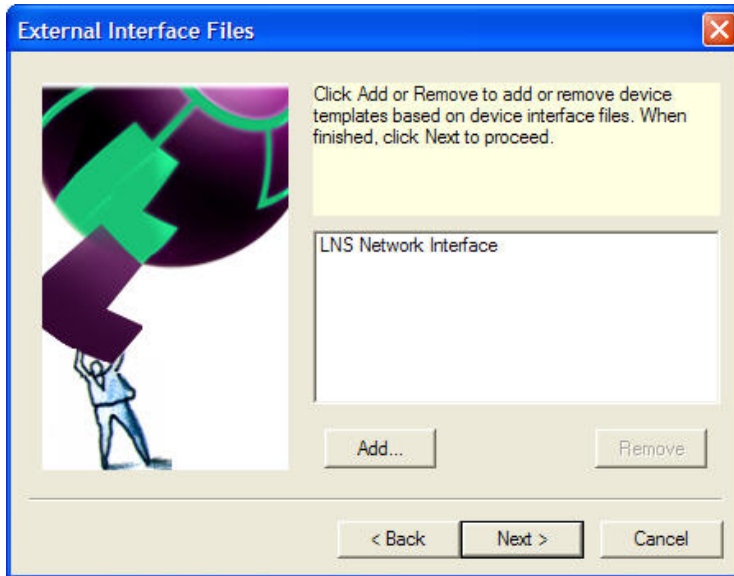 External Interface Files
Click Add or Remove to add or remove device
templates based on device interface files. When
finished, click Next to proceed.
LNS Network Interface
Add...
Remove
< Back
Next >
Cancel